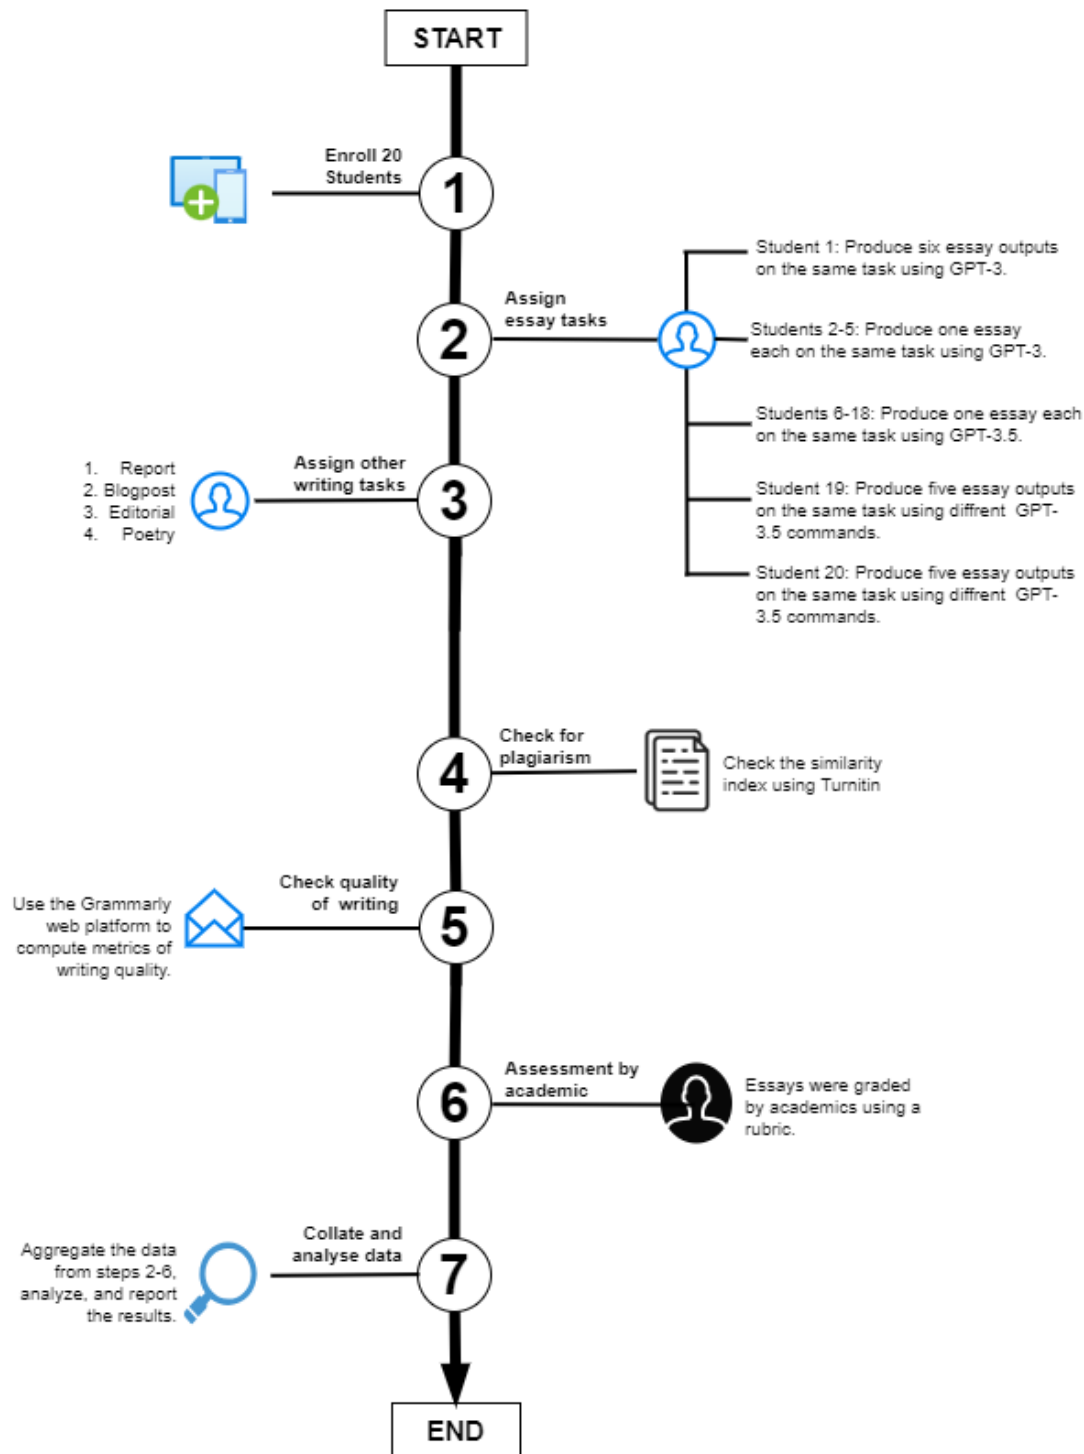 START
Enroll 20
Students
1
Student 1: Produce six essay outputs
on the same task using GPT-3.
Assign
essay tasks
2
Students 2-5: Produce one essay
each on the same task using GPT-3.
Students 6-18: Produce one essay each
on the same task using GPT-3.5.
1. Report
2. Blogpost
3. Editorial
4. Poetry
Assign other
writing tasks
3
Student 19: Produce five essay outputs
on the same task using diffrent GPT-
3.5 commands.
Student 20: Produce five essay outputs
on the same task using diffrent GPT-
3.5 commands.
4
Check for
plagiarism
Check the similarity
index using Turnitin
Use the Grammarly
web platform to
compute metrics of
writing quality.
Check quality
of writing
5
6
Assessment by
academic
Essays were graded
by academics using a
rubric.
Aggregate the data
from steps 2-6,
analyze, and report
the results.
Collate and
analyse data
7
END